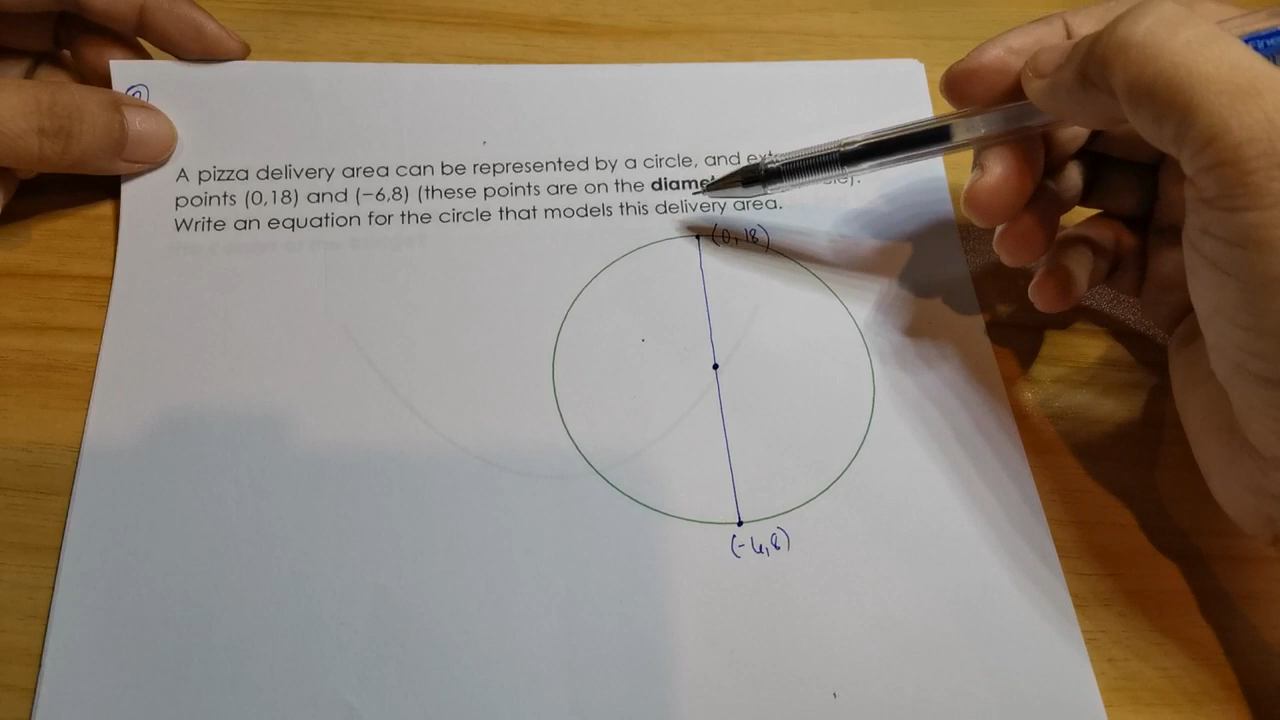 2
A pizza delivery area can be represented by a circle, and
points (0,18) and (−6,8) (these points are on the
Write an equation for the circle that models this delivery area.
(0, 18)
(-6,8)